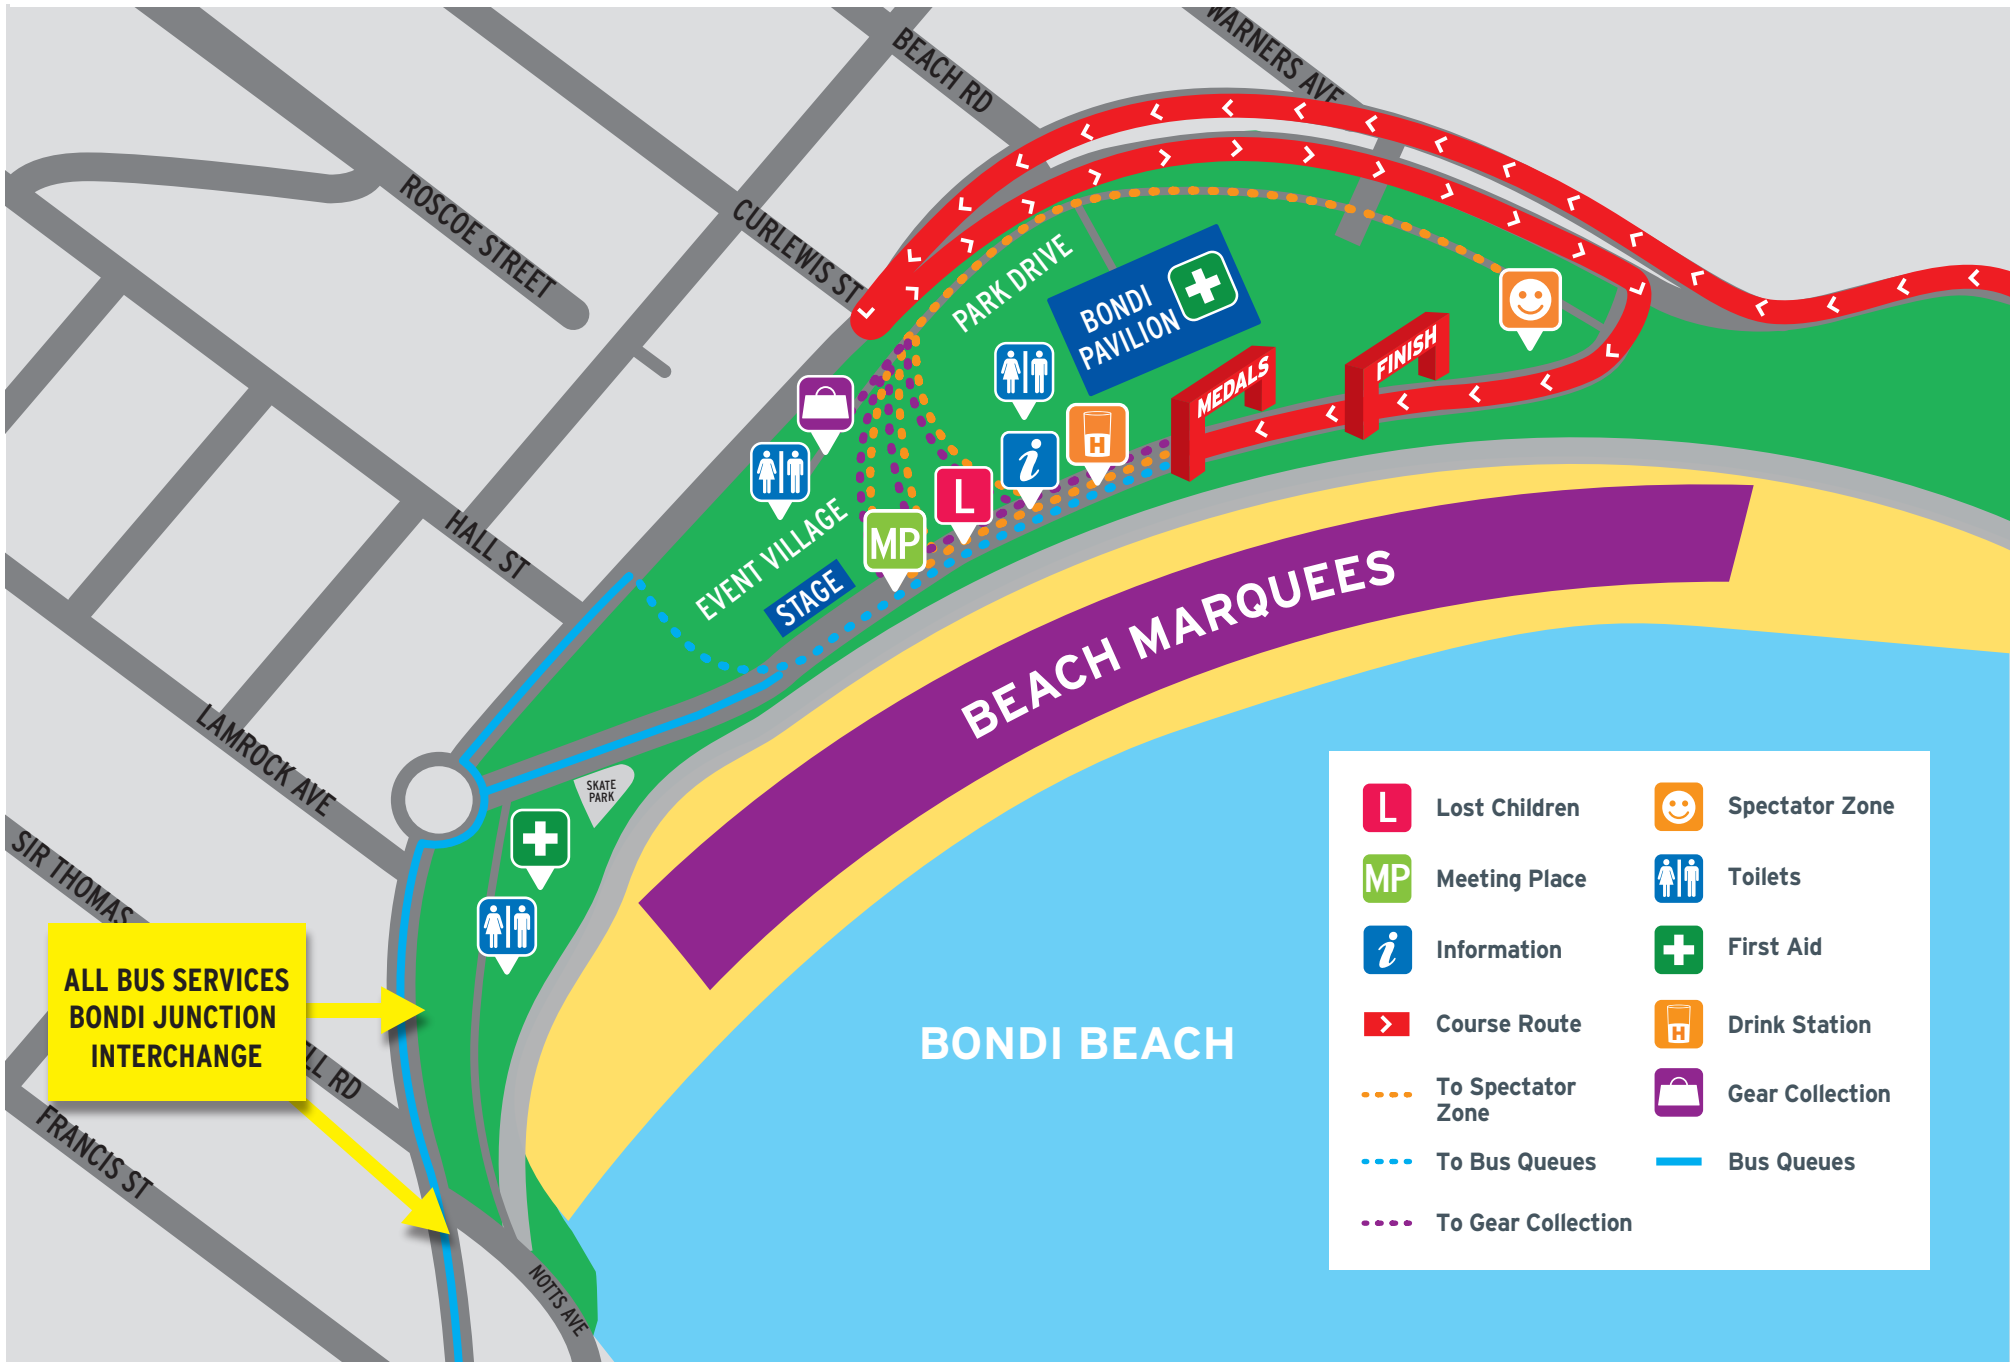 WARNERS AVE
BEACH RD
ROSCOE STREET
CURLEWIS ST
PARK DRIVE
BONDI
PAVILION
FINISH
MEDALS
H
i
L
MP
HALL ST
EVENT VILLAGE
STAGE
BEACH MARQUEES
LAMROCK AVE
SKATE
PARK
SIR THOMAS
LL RD
ALL BUS SERVICES
BONDI JUNCTION
INTERCHANGE
FRANCIS ST
NOTTS AVE
BONDI BEACH
L Lost Children
MP Meeting Place
i Information
Course Route
To Spectator
Zone
To Bus Queues
To Gear Collection
Spectator Zone
Toilets
First Aid
H Drink Station
Gear Collection
Bus Queues